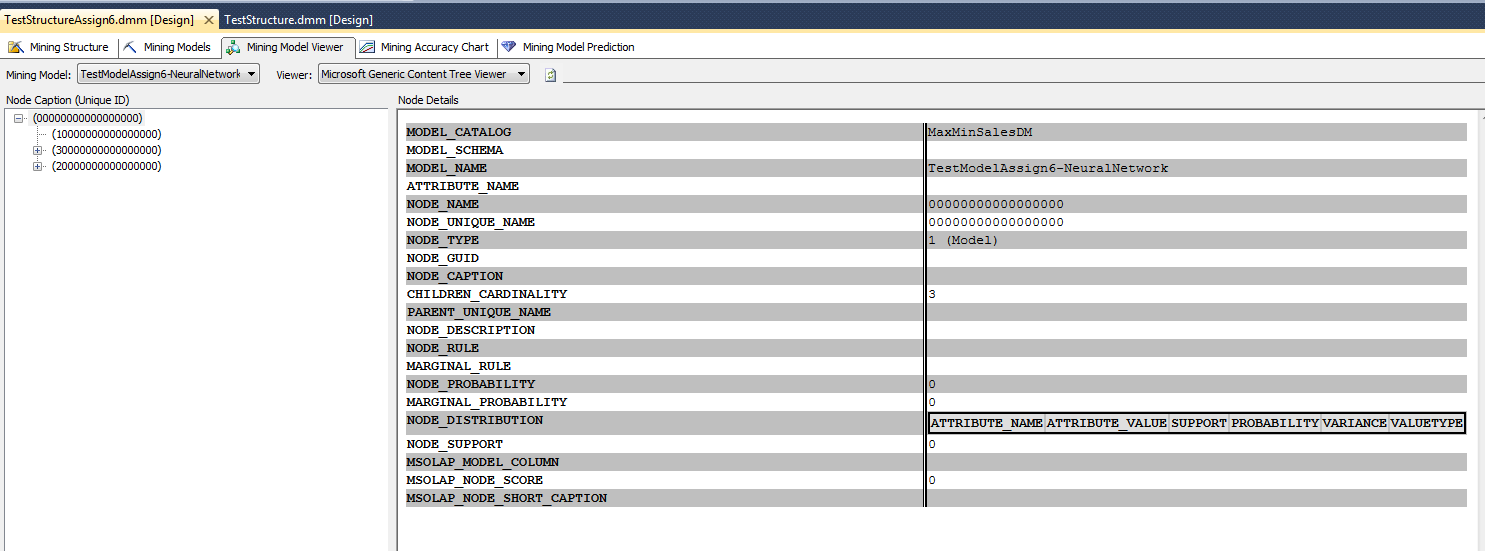 TestStructureAssign6.dmm [Design] ✕ TestStructure.dmm [Design]
Mining Structure Mining Models Mining Model Viewer Mining Accuracy Chart Mining Model Prediction
Mining Model: TestModelAssign6-NeuralNetwork Viewer: Microsoft Generic Content Tree Viewer
Node Caption (Unique ID)
(00000000000000000)
(10000000000000000)
(30000000000000000)
(20000000000000000)
Node Details
MODEL_CATALOG MaxMinSalesDM
MODEL_SCHEMA
MODEL_NAME TestModelAssign6-NeuralNetwork
ATTRIBUTE_NAME
NODE_NAME 00000000000000000
NODE_UNIQUE_NAME 00000000000000000
NODE_TYPE 1 (Model)
NODE_GUID
NODE_CAPTION
CHILDREN_CARDINALITY 3
PARENT_UNIQUE_NAME
NODE_DESCRIPTION
NODE_RULE
MARGINAL_RULE
NODE_PROBABILITY 0
MARGINAL_PROBABILITY 0
NODE_DISTRIBUTION ATTRIBUTE_NAME ATTRIBUTE_VALUE SUPPORT PROBABILITY VARIANCE VALUETYPE
NODE_SUPPORT 0
MSOLAP_MODEL_COLUMN
MSOLAP_NODE_SCORE 0
MSOLAP_NODE_SHORT_CAPTION